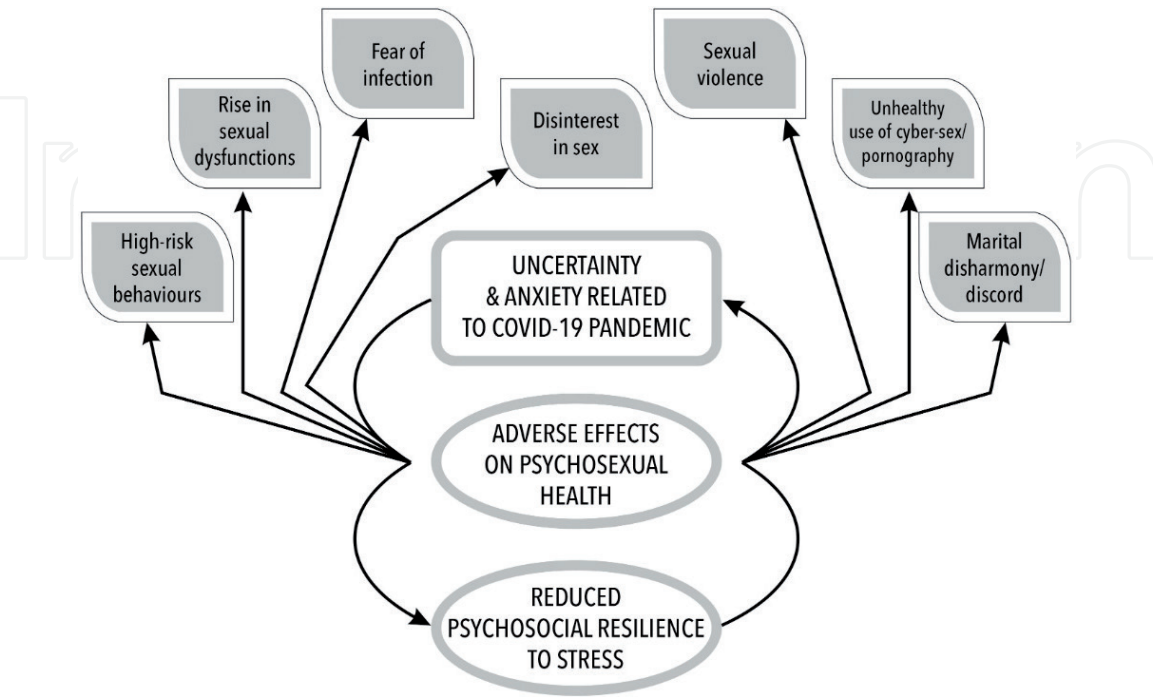 Fear of
infection
Sexual
violence
Rise in
sexual
dysfunctions
Disinterest
in sex
Unhealthy
use of cyber-sex/
pornography
High-risk
sexual
behaviours
Marital
disharmony/
discord
UNCERTAINTY
& ANXIETY RELATED
TO COVID-19 PANDEMIC
ADVERSE EFFECTS
ON PSYCHOSEXUAL
HEALTH
REDUCED
PSYCHOSOCIAL RESILIENCE
TO STRESS